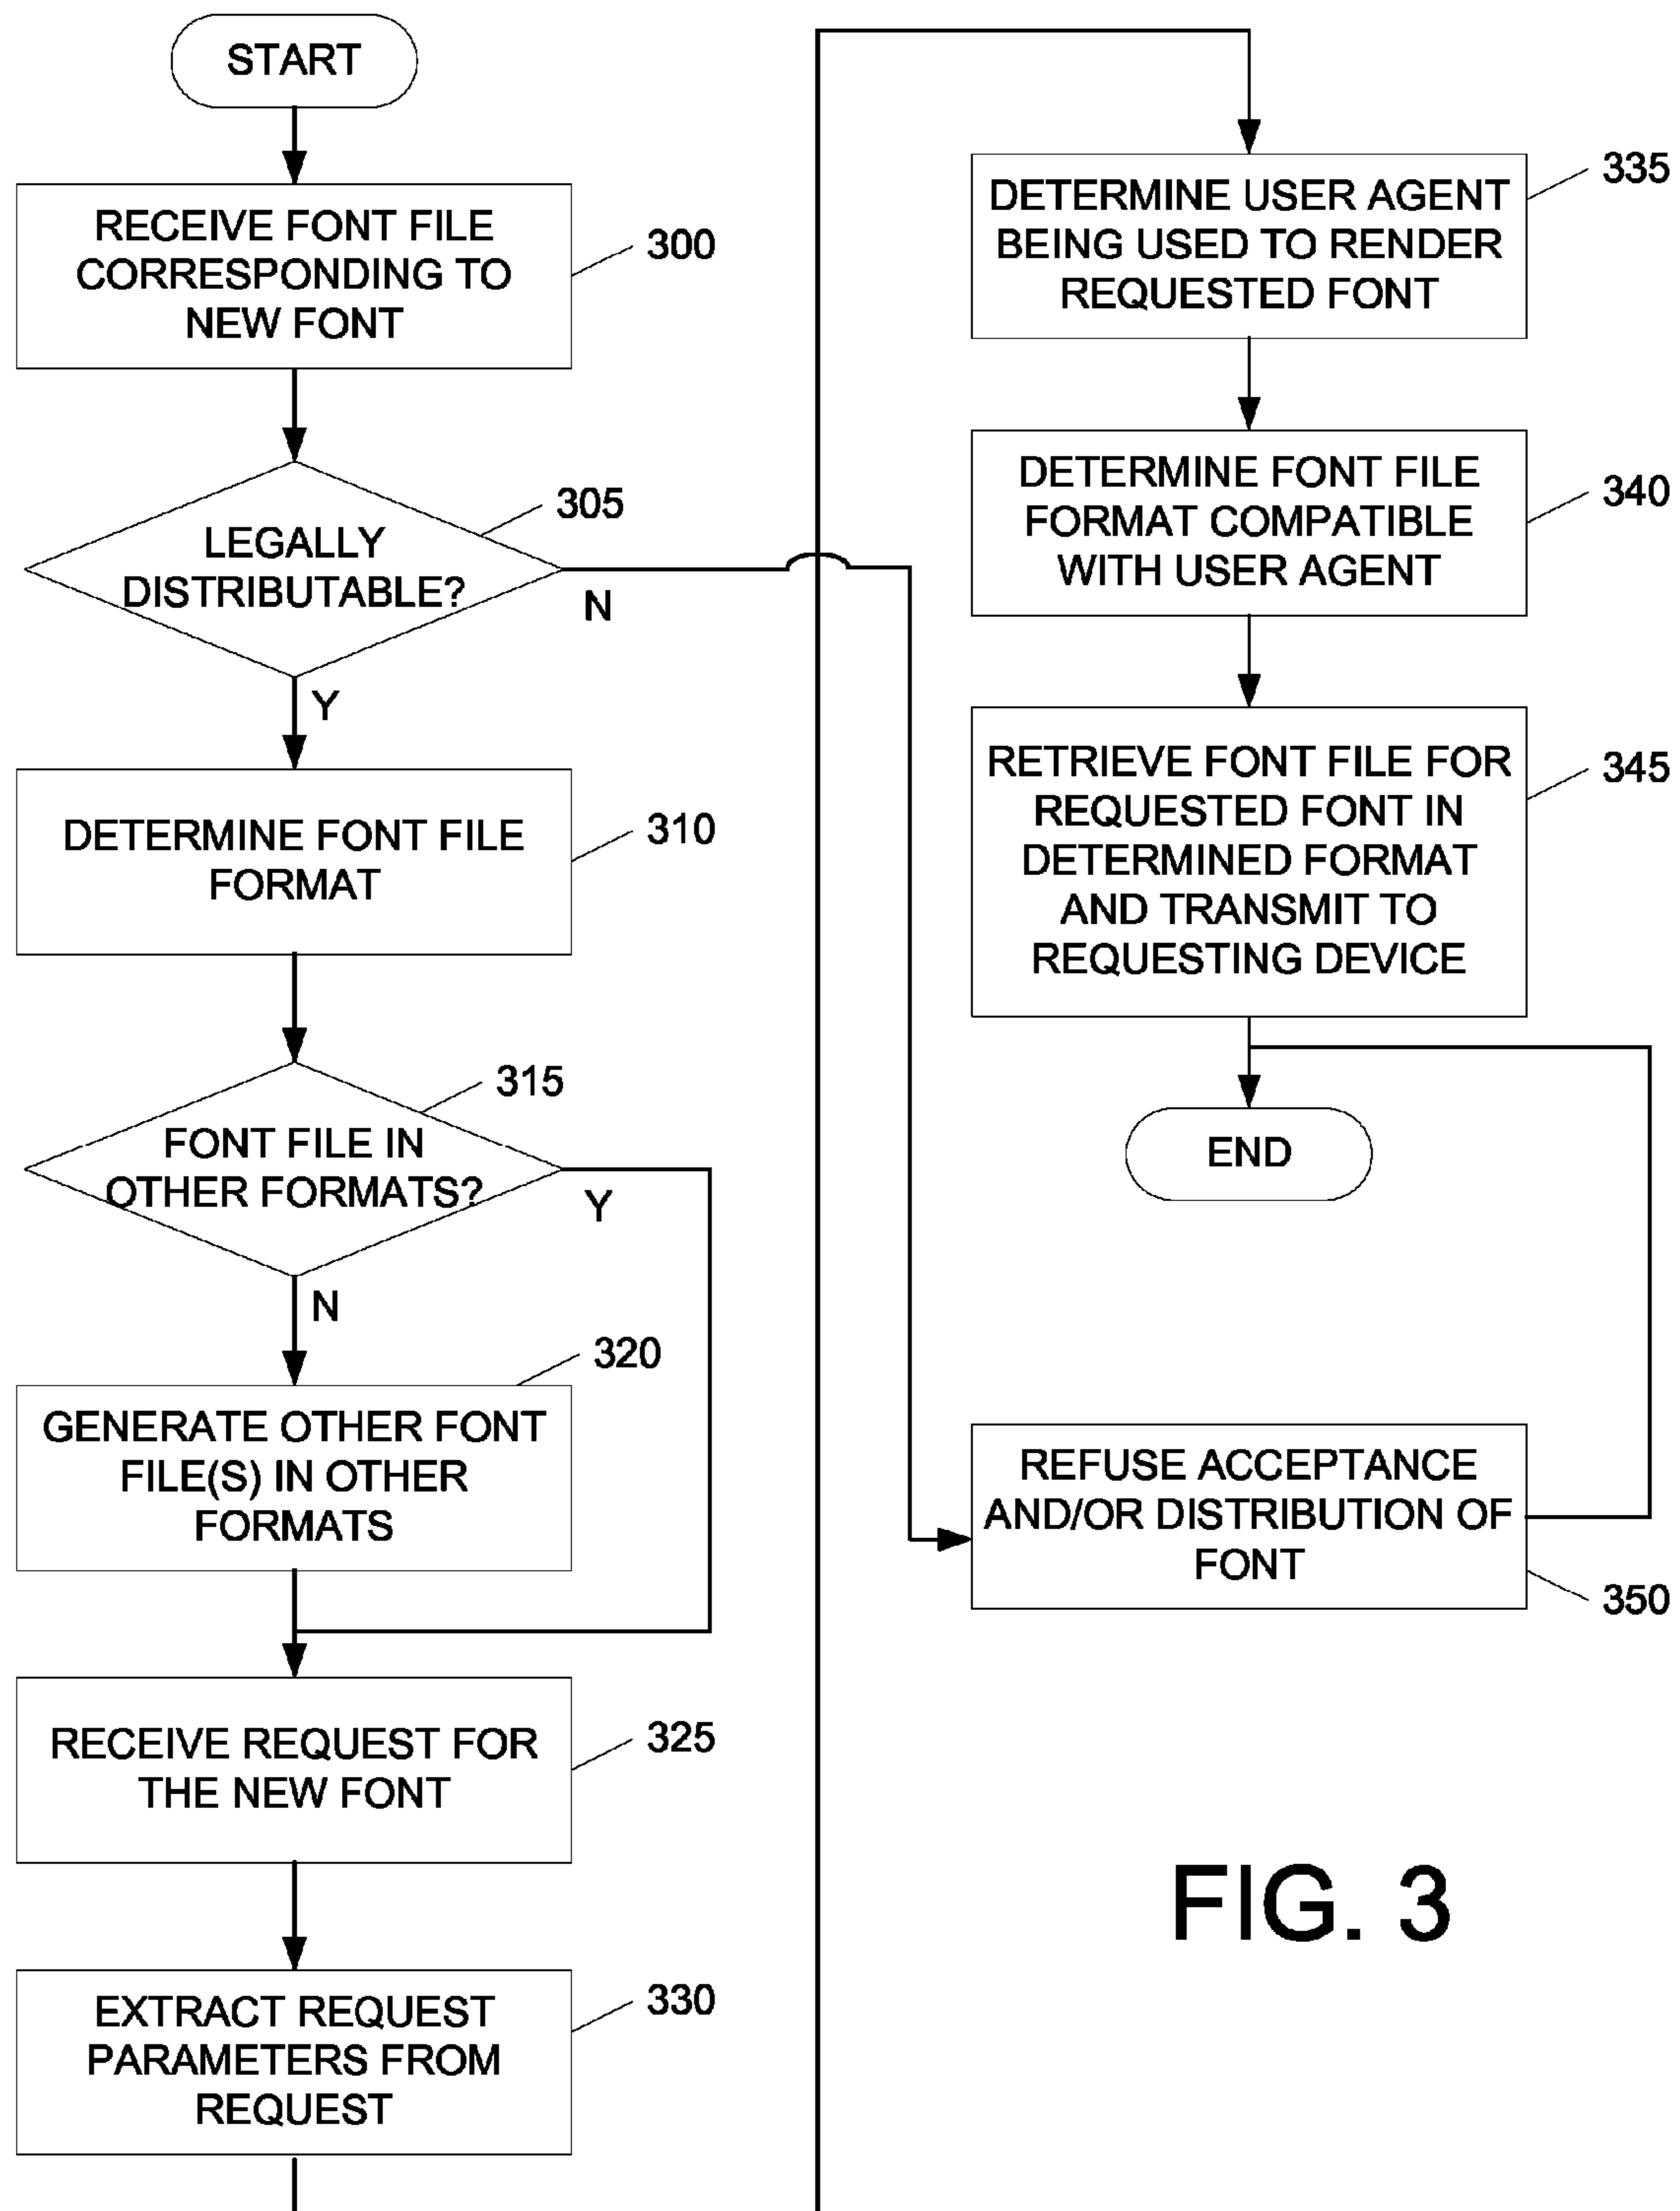 START
RECEIVE FONT FILE
CORRESPONDING TO
NEW FONT
300
LEGALLY
DISTRIBUTABLE?
305
N
Y
DETERMINE FONT FILE
FORMAT
310
FONT FILE IN
OTHER FORMATS?
315
Y
N
GENERATE OTHER FONT
FILE(S) IN OTHER
FORMATS
320
RECEIVE REQUEST FOR
THE NEW FONT
325
EXTRACT REQUEST
PARAMETERS FROM
REQUEST
330
DETERMINE USER AGENT
BEING USED TO RENDER
REQUESTED FONT
335
DETERMINE FONT FILE
FORMAT COMPATIBLE
WITH USER AGENT
340
RETRIEVE FONT FILE FOR
REQUESTED FONT IN
DETERMINED FORMAT
AND TRANSMIT TO
REQUESTING DEVICE
345
END
REFUSE ACCEPTANCE
AND/OR DISTRIBUTION OF
FONT
350
FIG. 3